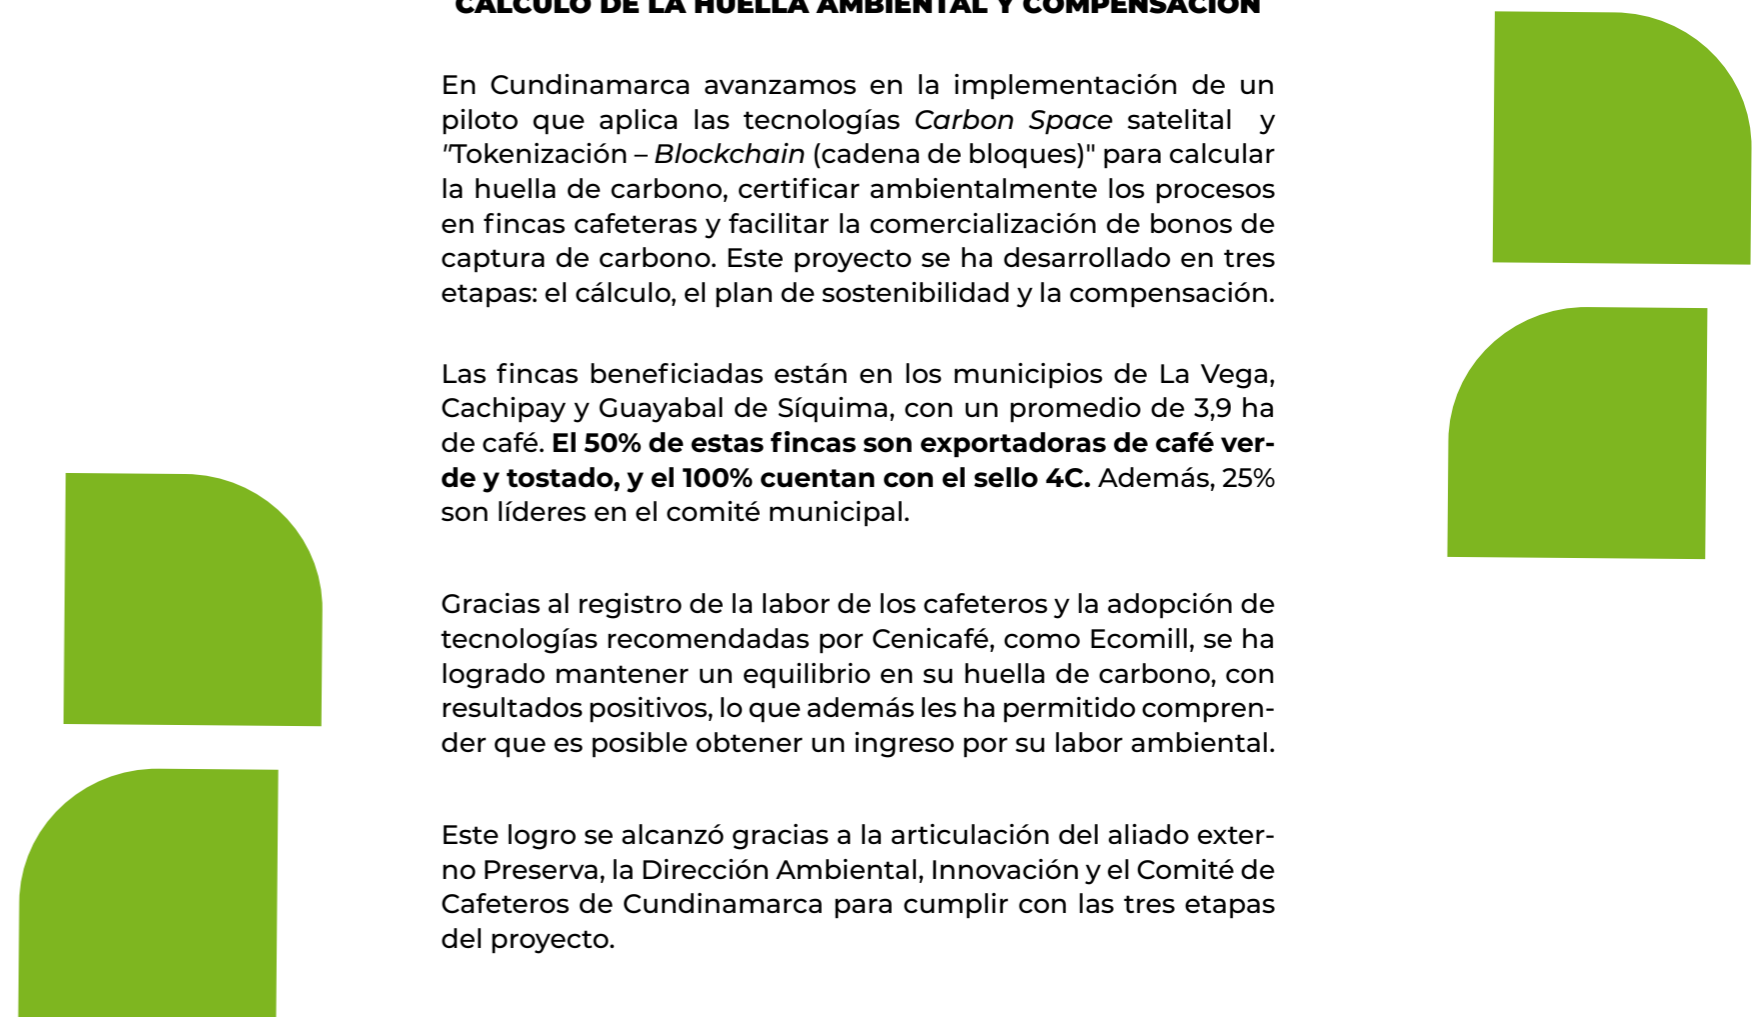 CÁLCULO DE LA HUELLA AMBIENTAL Y COMPENSACIÓN
En Cundinamarca avanzamos en la implementación de un
piloto que aplica las tecnologías Carbon Space satelital y
"Tokenización – Blockchain (cadena de bloques)" para calcular
la huella de carbono, certificar ambientalmente los procesos
en fincas cafeteras y facilitar la comercialización de bonos de
captura de carbono. Este proyecto se ha desarrollado en tres
etapas: el cálculo, el plan de sostenibilidad y la compensación.
Las fincas beneficiadas están en los municipios de La Vega,
Cachipay y Guayabal de Síquima, con un promedio de 3,9 ha
de café. El 50% de estas fincas son exportadoras de café ver-
de y tostado, y el 100% cuentan con el sello 4C. Además, 25%
son líderes en el comité municipal.
Gracias al registro de la labor de los cafeteros y la adopción de
tecnologías recomendadas por Cenicafé, como Ecomill, se ha
logrado mantener un equilibrio en su huella de carbono, con
resultados positivos, lo que además les ha permitido compren-
der que es posible obtener un ingreso por su labor ambiental.
Este logro se alcanzó gracias a la articulación del aliado exter-
no Preserva, la Dirección Ambiental, Innovación y el Comité de
Cafeteros de Cundinamarca para cumplir con las tres etapas
del proyecto.